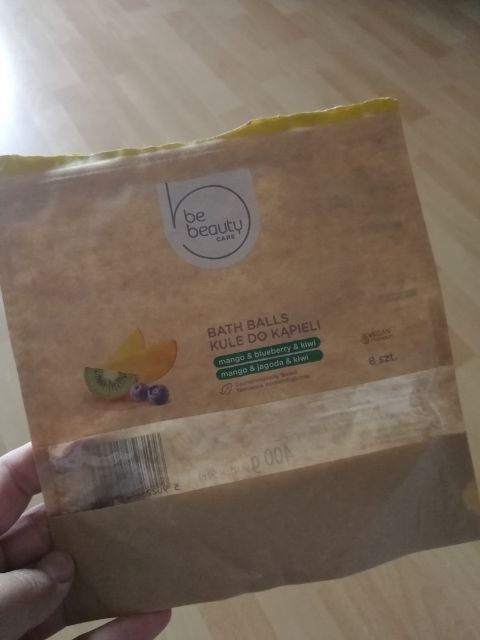 be
beauty
CARE
BATH BALLS
KULE DO KĄPIELI
mango & blueberry & kiwi
mango & jagoda & kiwi
VEGAN
8 szt.
400 g